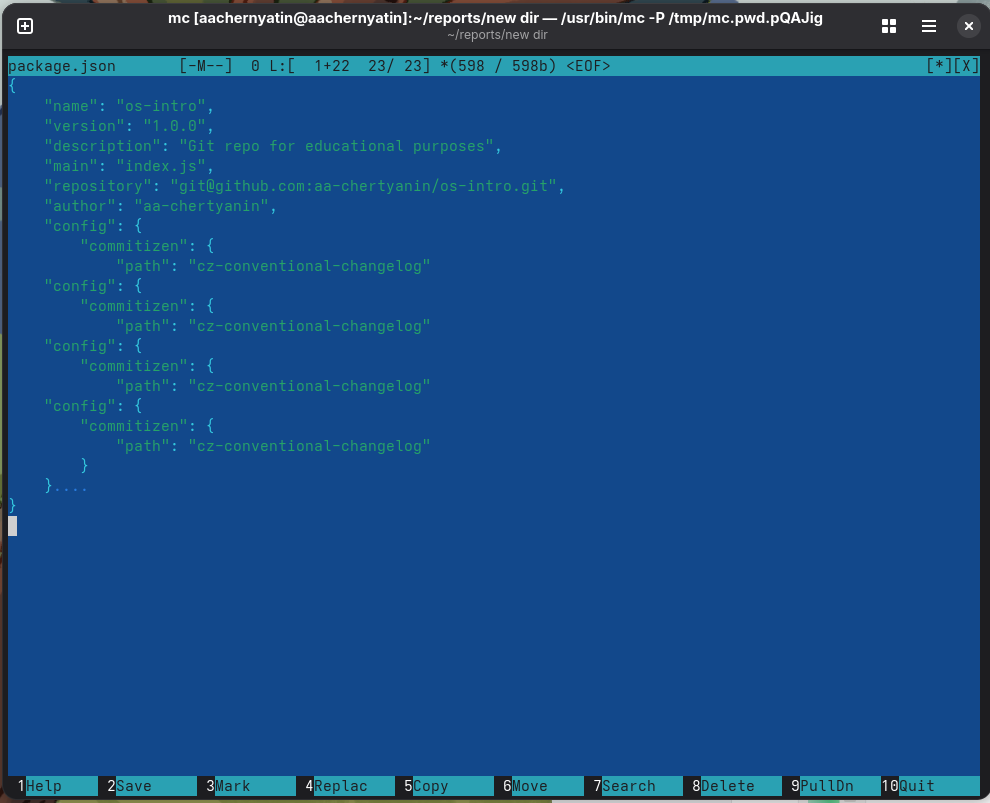 mc [aachernyatin@aachernyatin]:~/reports/new dir — /usr/bin/mc -P /tmp/mc.pwd.pQAJig
~/reports/new dir
package.json       [-M--]  0 L:[  1+22  23/ 23] *(598 / 598b) <EOF>                                   [*][X]
{
    "name": "os-intro",
    "version": "1.0.0",
    "description": "Git repo for educational purposes",
    "main": "index.js",
    "repository": "git@github.com:aa-chertyanin/os-intro.git",
    "author": "aa-chertyanin",
    "config": {
        "commitizen": {
            "path": "cz-conventional-changelog"
    "config": {
        "commitizen": {
            "path": "cz-conventional-changelog"
    "config": {
        "commitizen": {
            "path": "cz-conventional-changelog"
    "config": {
        "commitizen": {
            "path": "cz-conventional-changelog"
        }
    }....
}
1Help 2Save 3Mark 4Replac 5Copy 6Move 7Search 8Delete 9PullDn 10Quit